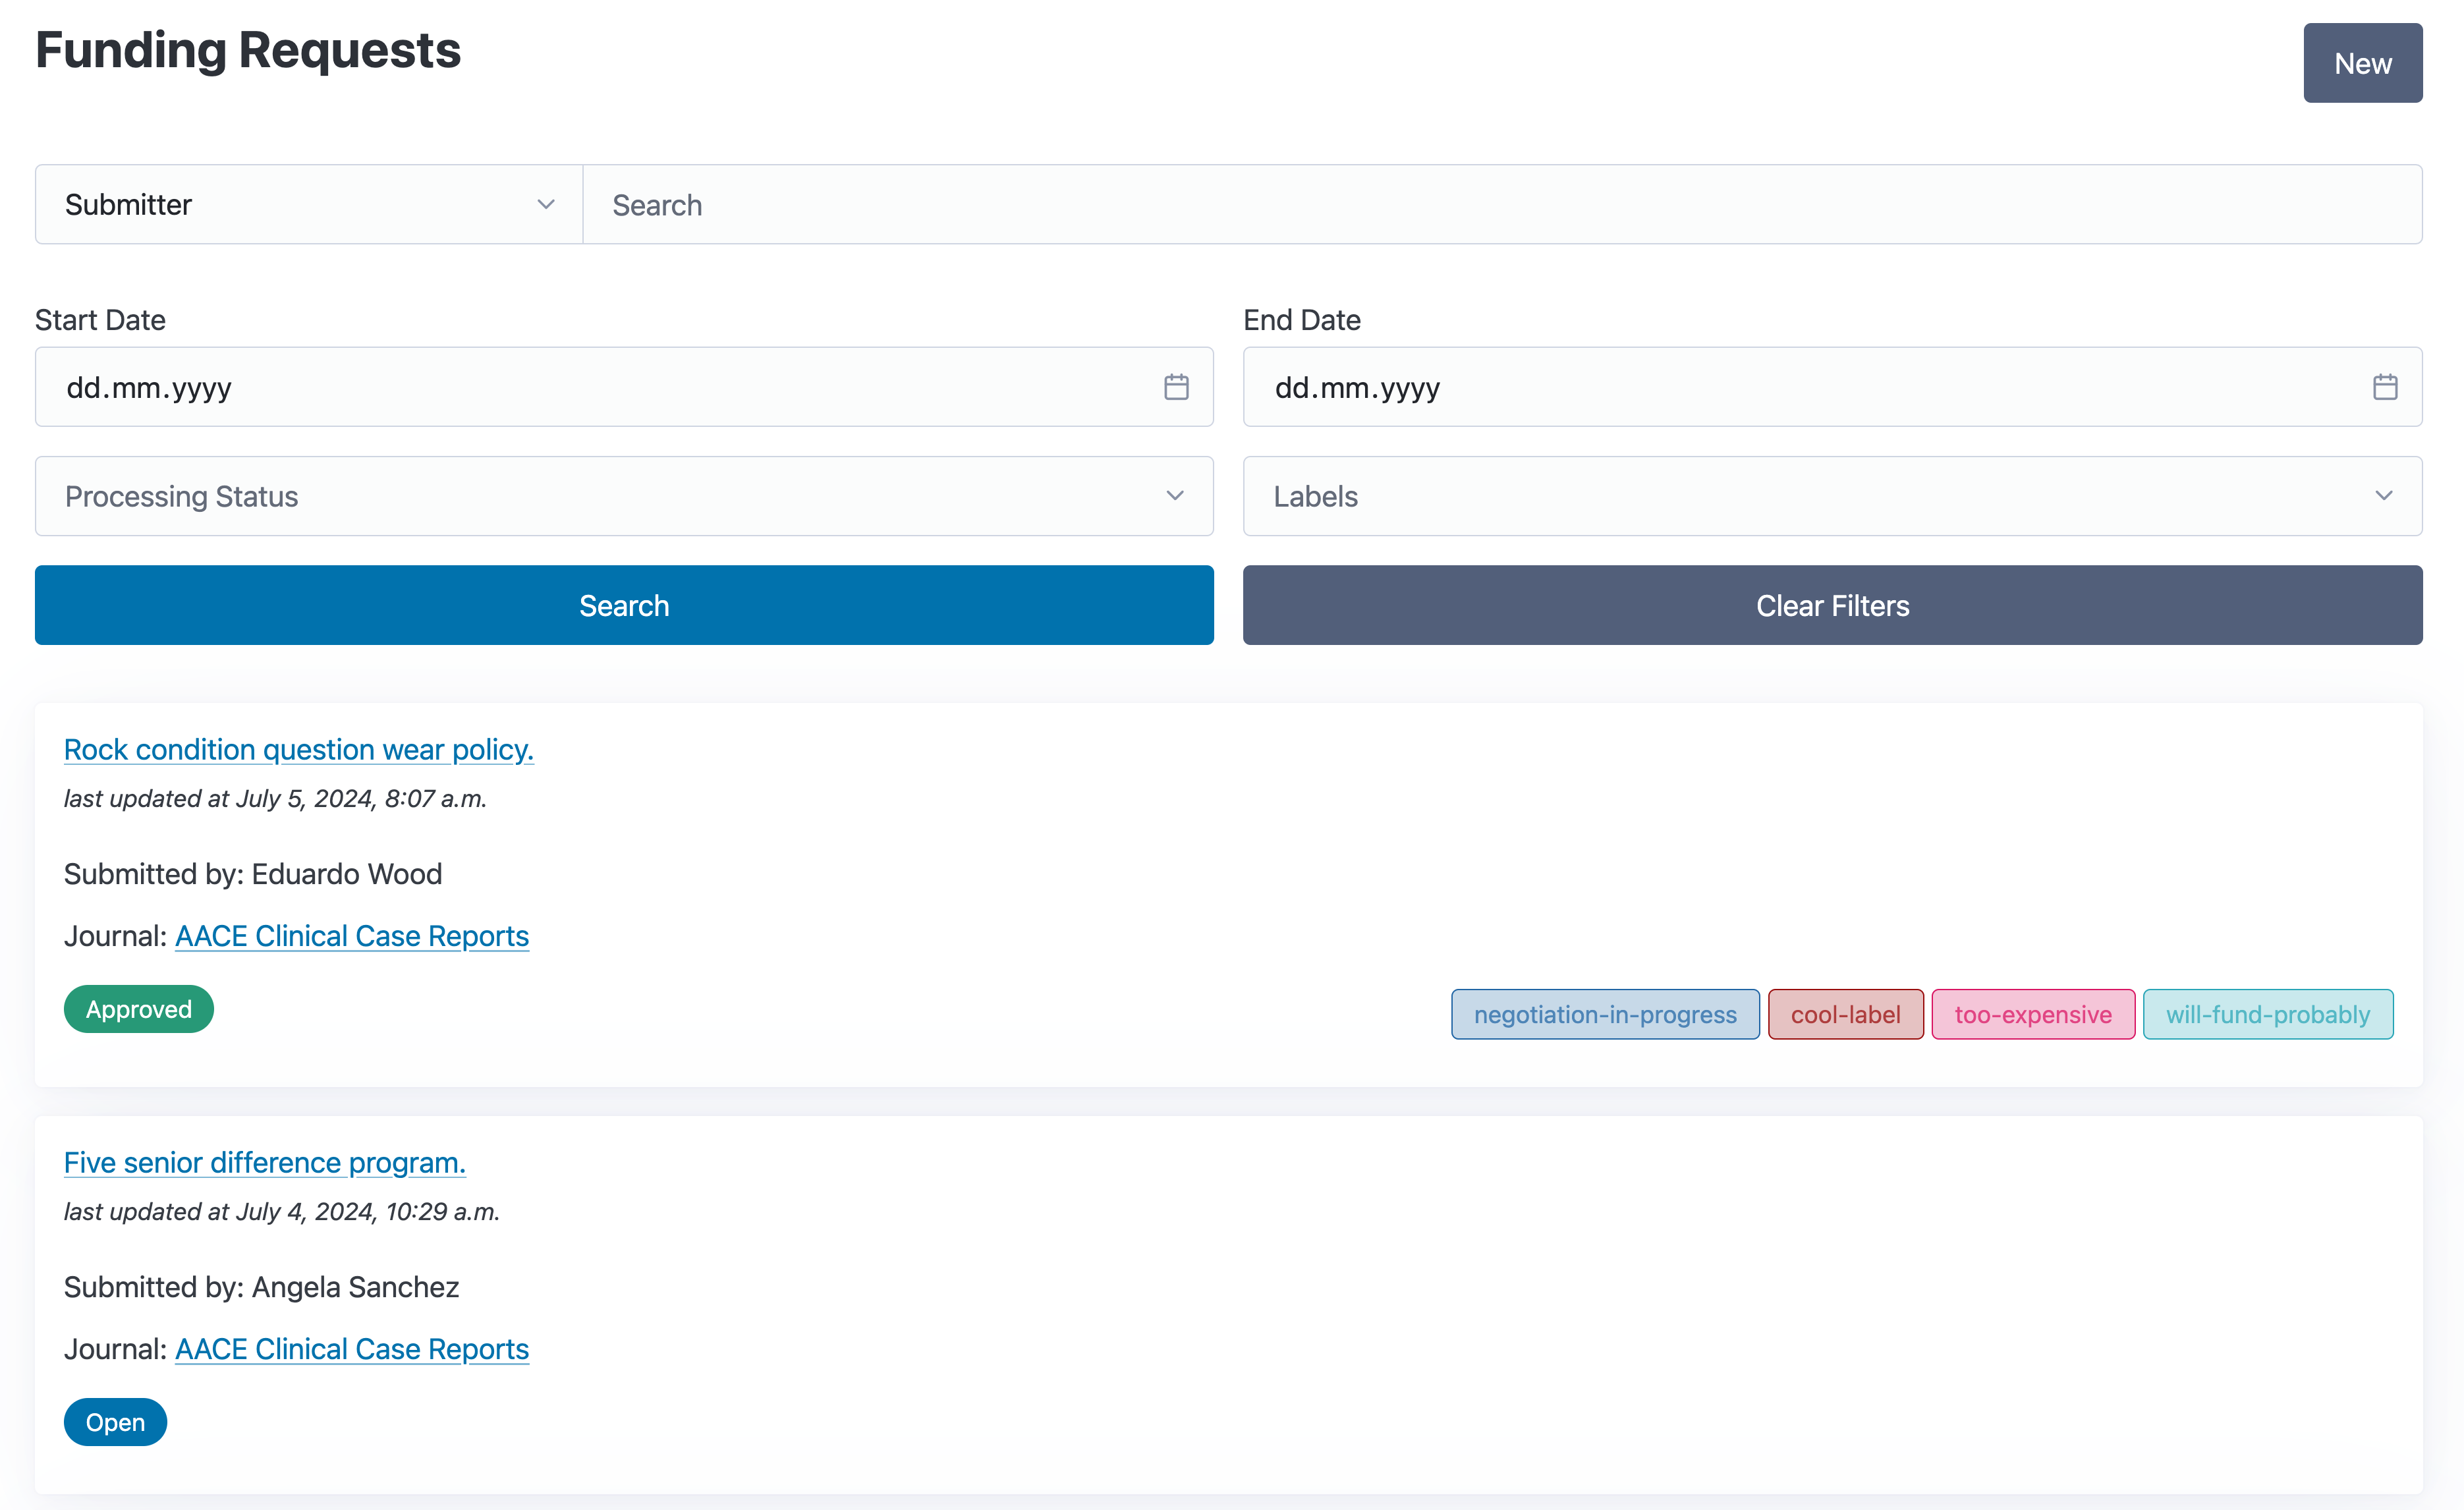 Funding Requests
New
Submitter
Search
Start Date
End Date
dd.mm.yyyy
dd.mm.yyyy
Processing Status
Labels
Search
Clear Filters
Rock condition question wear policy.
last updated at July 5, 2024, 8:07 a.m.
Submitted by: Eduardo Wood
Journal: AACE Clinical Case Reports
Approved
negotiation-in-progress
cool-label
too-expensive
will-fund-probably
Five senior difference program.
last updated at July 4, 2024, 10:29 a.m.
Submitted by: Angela Sanchez
Journal: AACE Clinical Case Reports
Open